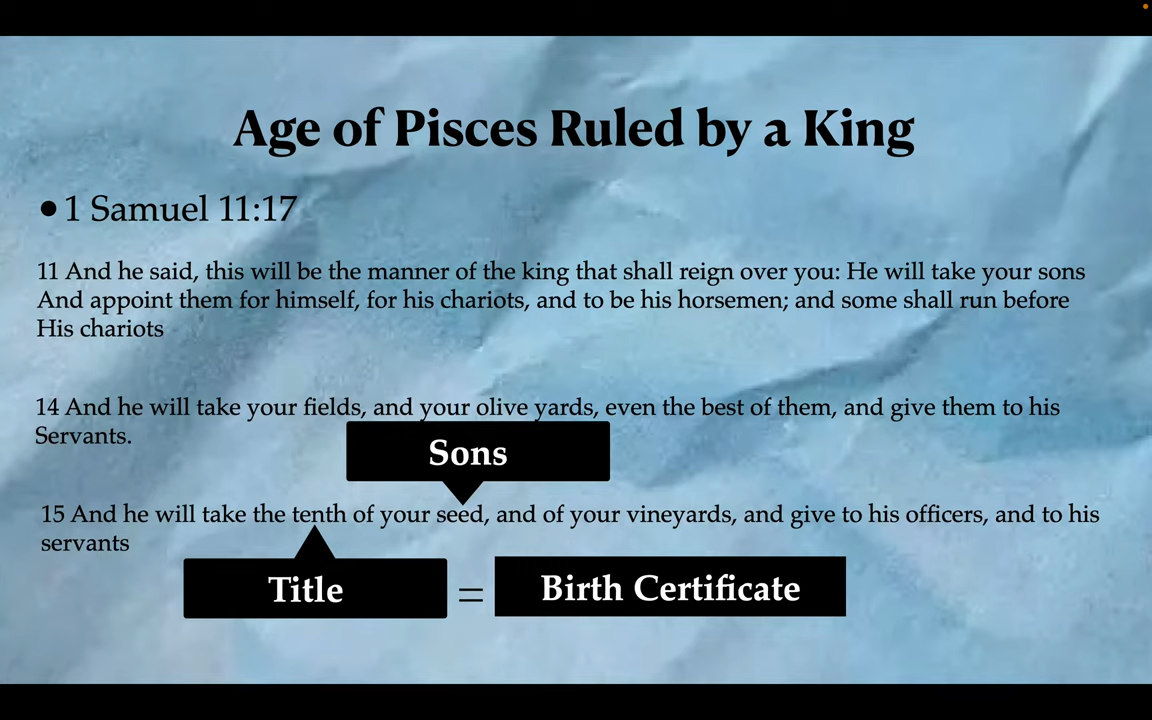 Age of Pisces Ruled by a King
•1 Samuel 11:17
11 And he said, this will be the manner of the king that shall reign over you: He will take your sons
And appoint them for himself, for his chariots, and to be his horsemen; and some shall run before
His chariots
14 And he will take your fields, and your olive yards, even the best of them, and give them to his
Servants.
Sons
15 And he will take the tenth of your seed, and of your vineyards, and give to his officers, and to his
servants
Title = Birth Certificate